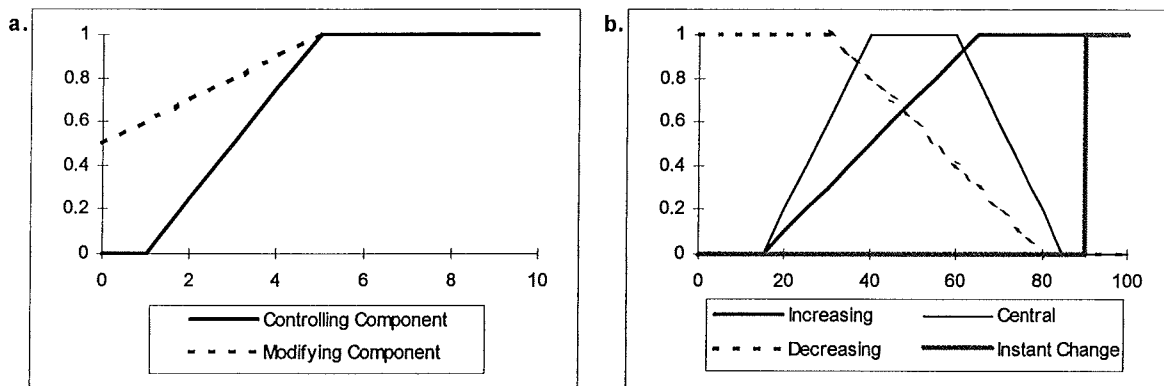 a.
1
0.8
0.6
0.4
0.2
0
0 2 4 6 8 10
Controlling Component
Modifying Component
b.
1
0.8
0.6
0.4
0.2
0
0 20 40 60 80 100
Increasing Central
Decreasing Instant Change